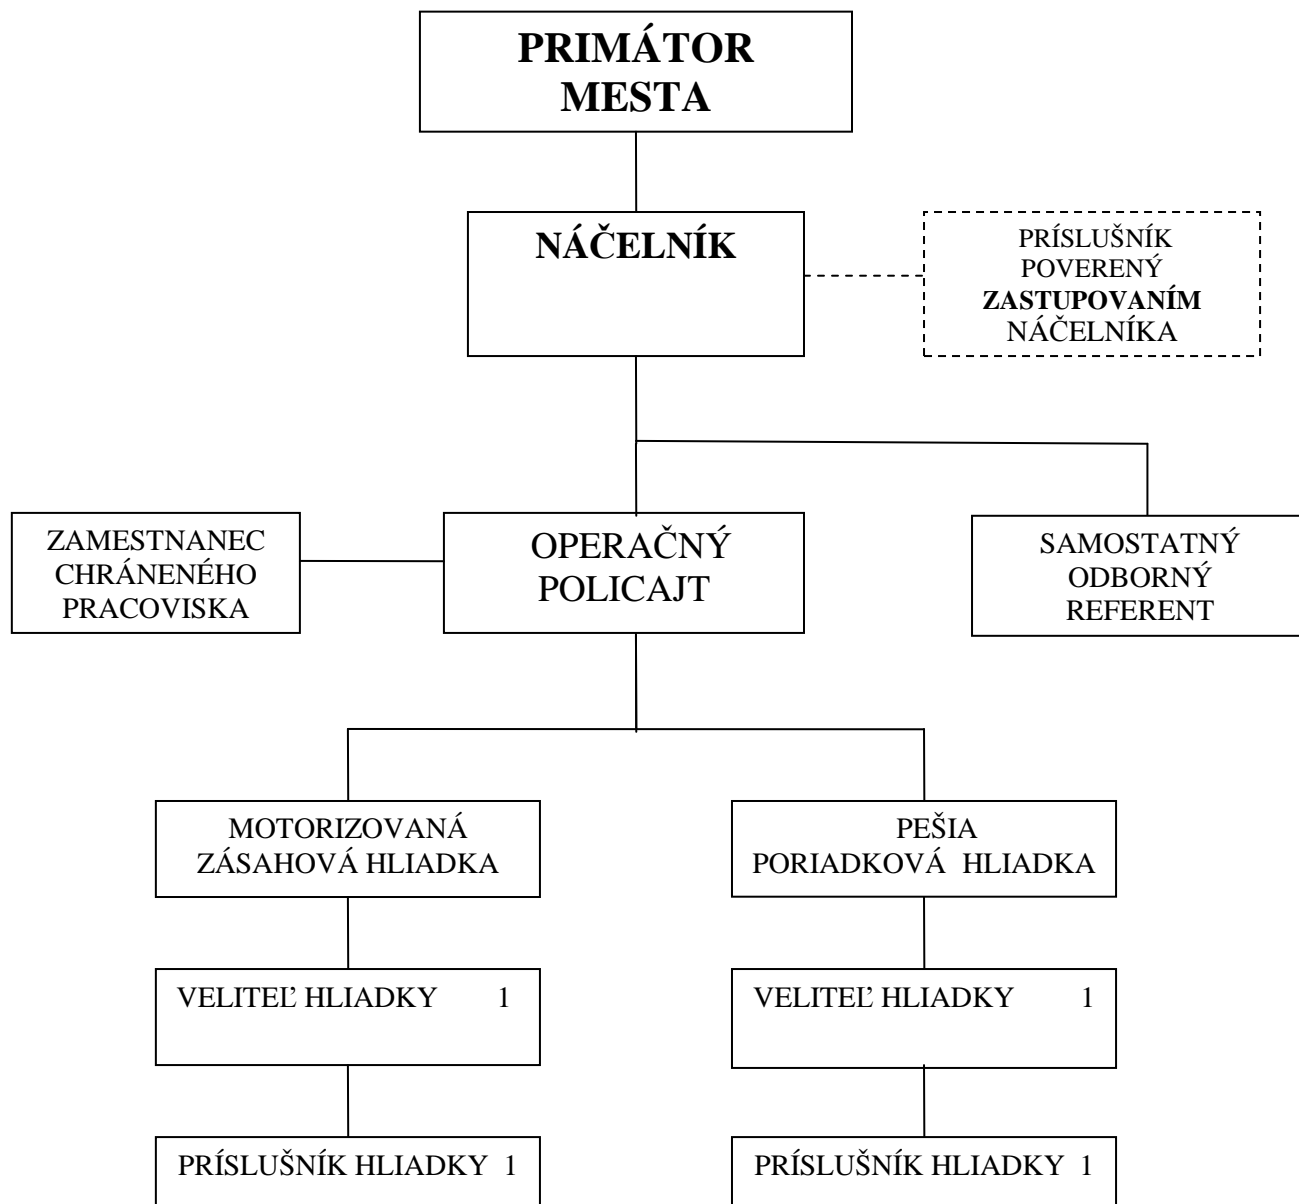 PRIMÁTOR
MESTA
NÁČELNÍK
PRÍSLUŠNÍK
POVERENÝ
ZASTUPOVANÍM
NÁČELNÍKA
ZAMESTNANEC
CHRÁNENÉHO
PRACOVISKA
OPERAČNÝ
POLICAJT
SAMOSTATNÝ
ODBORNÝ
REFERENT
MOTORIZOVANÁ
ZÁSAHOVÁ HLIADKA
PEŠIA
PORIADKOVÁ HLIADKA
VELITEĽ HLIADKY 1
VELITEĽ HLIADKY 1
PRÍSLUŠNÍK HLIADKY 1
PRÍSLUŠNÍK HLIADKY 1